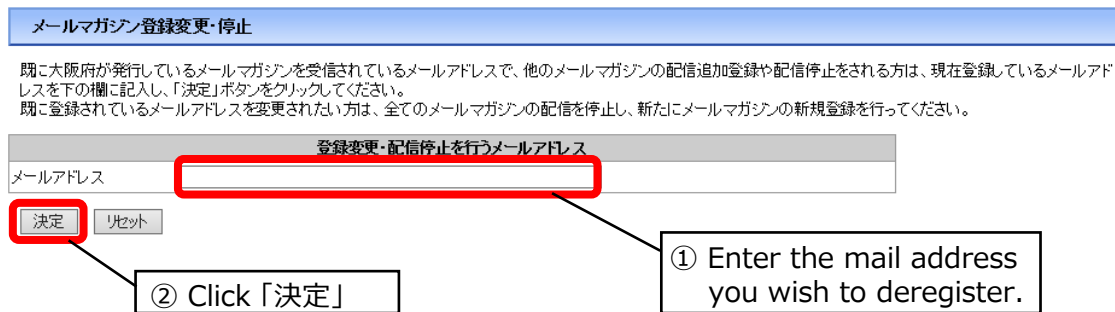 メールマガジン登録変更・停止
既に大阪府が発行しているメールマガジンを受信されているメールアドレスで、他のメールマガジンの配信追加登録や配信停止をされる方は、現在登録しているメールアド
レスを下の欄に記入し、「決定」ボタンをクリックしてください。
既に登録されているメールアドレスを変更されたい方は、全てのメールマガジンの配信を停止し、新たにメールマガジンの新規登録を行ってください。
登録変更・配信停止を行うメールアドレス
メールアドレス
決定 リセット
① Enter the mail address
you wish to deregister.
② Click「決定」